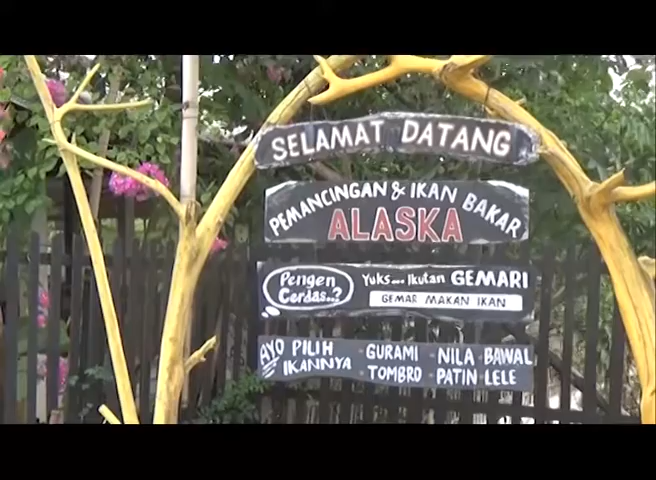 SELAMAT DATANG
PEMANCINGAN & IKAN BAKAR
ALASKA
Pengen Cerdas..?
Yuks... Ikutan GEMARI
GEMAR MAKAN IKAN
AYO PILIH IKANNYA
GURAMI NILA BAWAL
TOMBRO PATIN LELE